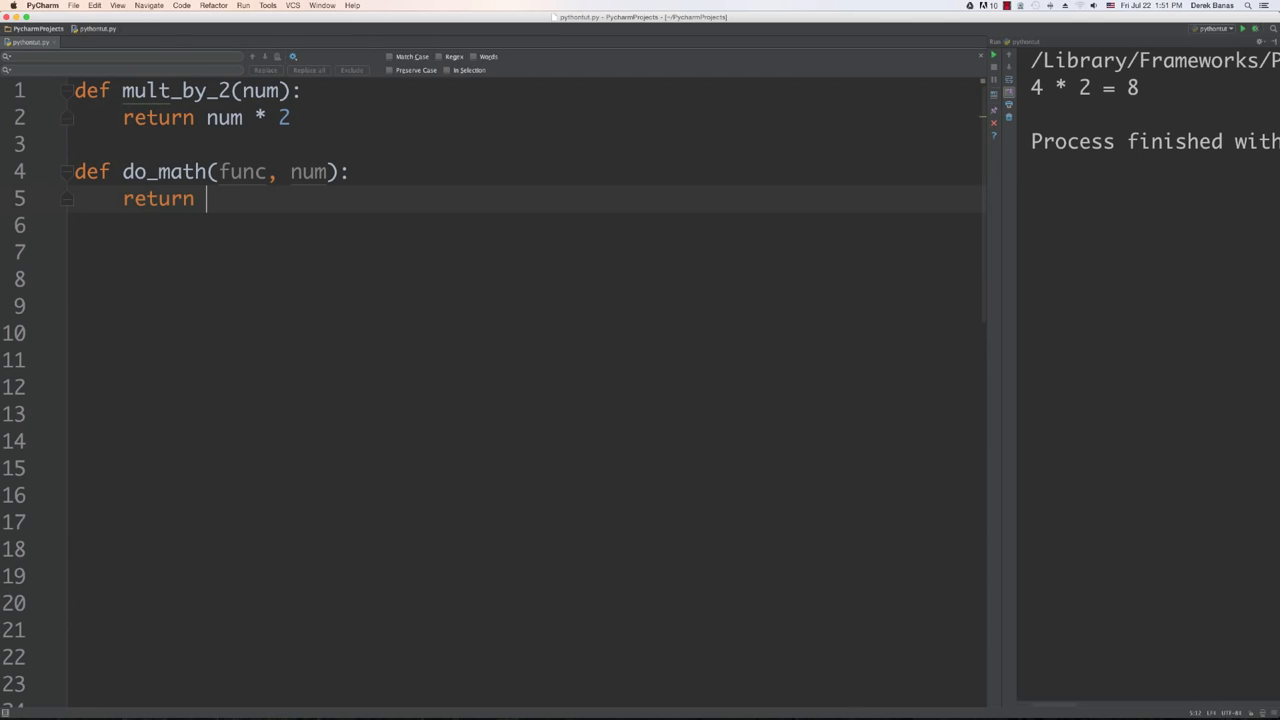 PyCharm File Edit View Navigate Code Refactor Run Tools VCS Window Help 10 Fri Jul 22 1:51 PM Derek Banas
pythontut.py - PycharmProjects - [~/PycharmProjects]
PycharmProjects pythontut.py pythontut
pythontut.py Run pythontut
Match Case Regex Words
Replace Replace all Exclude Preserve Case In Selection
1 def mult_by_2(num):
2 return num * 2
3
4 def do_math(func, num):
5 return
6
7
8
9
10
11
12
13
14
15
16
17
18
19
20
21
22
23
/Library/Frameworks/P
4 * 2 = 8
Process finished with
5:12 LF÷ UTF-8÷